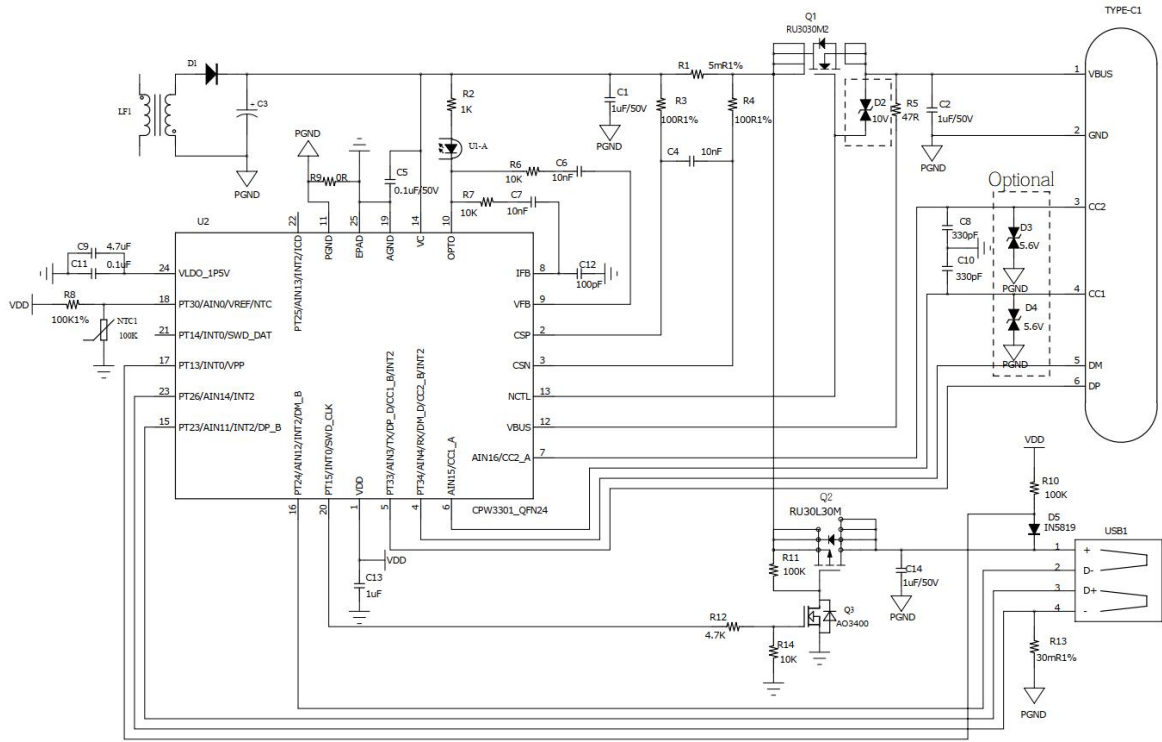 TYPE-C1
Q1
RU3030M2
D1
R1
5mR1%
1
VBUS
LF1
C3
R2
1K
C1
1uF/50V
R3
100R1%
R4
100R1%
D2
10V
R5
47R
C2
1uF/50V
PGND
2
GND
PGND
U1-A
C4
10nF
PGND
PGND
R9
0R
C5
0.1uF/50V
R6
10K
C6
10nF
R7
10K
C7
10nF
Optional
3
CC2
C8
330pF
D3
5.6V
PGND
C10
330pF
4
CC1
D4
5.6V
PGND
U2
22
11
25
19
14
10
PT25/AIN13/INT2/ICD
PGND
EPAD
AGND
VC
OPTO
C9
4.7uF
C11
0.1uF
24
VLDO_1P5V
IFB
8
C12
100pF
VDD
R8
100K1%
18
PT30/AIN0/VREF/NTC
VFB
9
NTC1
100K
21
PT14/INT0/SWD_DAT
CSP
2
17
PT13/INT0/VPP
CSN
3
5
DM
6
DP
23
PT26/AIN14/INT2
NCTL
13
15
PT23/AIN11/INT2/DP_B
VBUS
12
AIN16/CC2_A
7
PT24/AIN12/INT2/DM_B
PT15/INT0/SWD_CLK
VDD
PT33/AIN3/TX/DP_D/CC1_B/INT2
PT34/AIN4/RX/DM_D/CC2_B/INT2
AIN15/CC1_A
CPW3301_QFN24
16
20
1
5
4
6
VDD
R10
100K
Q2
RU30L30M
D5
IN5819
USB1
VDD
C13
1uF
R11
100K
C14
1uF/50V
PGND
1
+
2
D-
3
D+
4
-
Q3
AO3400
R12
4.7K
R14
10K
R13
30mR1%
PGND